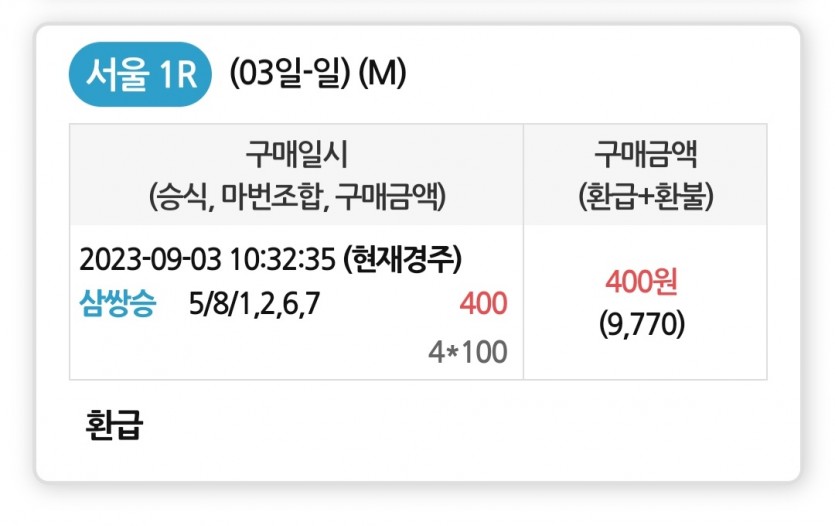 서울 1R (03일-일) (M)
구매일시
(승식, 마번조합, 구매금액)
구매금액
(환급+환불)
2023-09-03 10:32:35 (현재경주)
삼쌍승 5/8/1,2,6,7 400
4*100
400원
(9,770)
환급